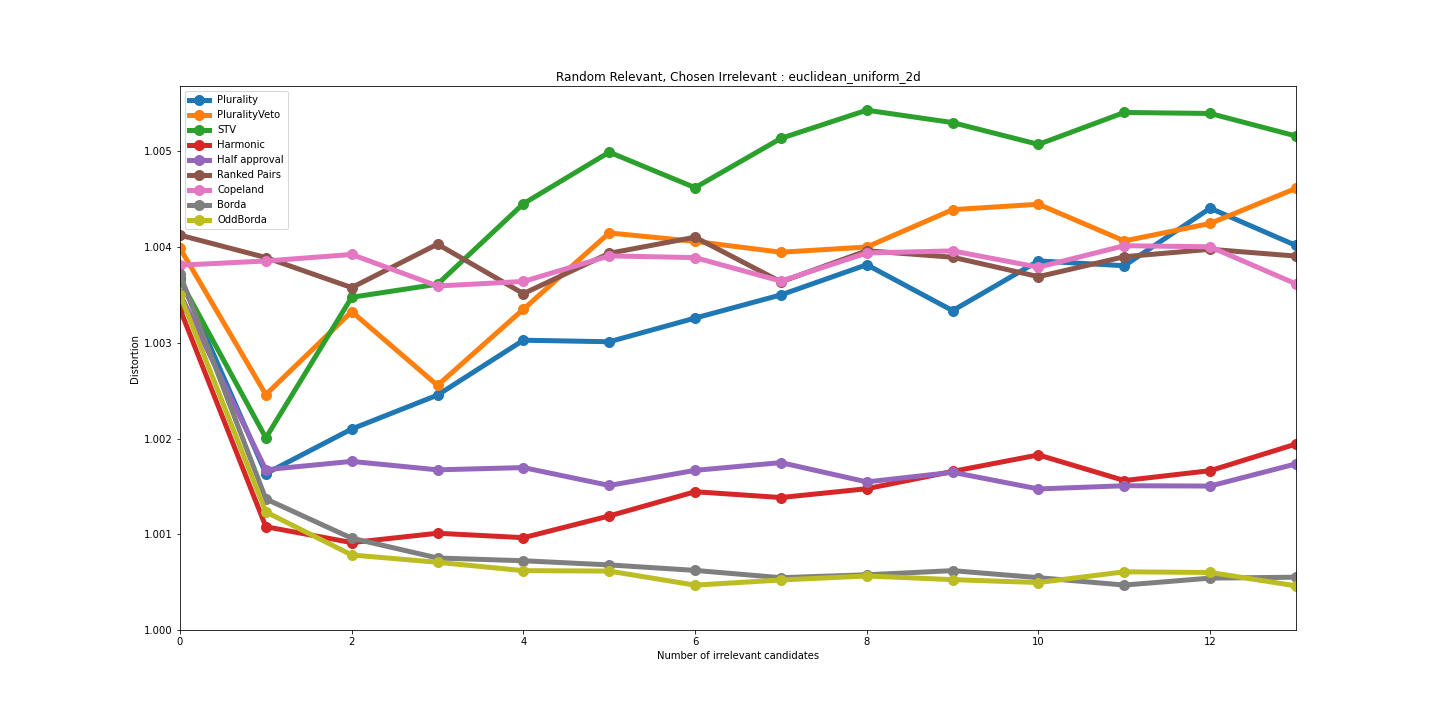 Random Relevant, Chosen Irrelevant : euclidean_uniform_2d
Plurality
PluralityVeto
STV
Harmonic
Half approval
Ranked Pairs
Copeland
Borda
OddBorda
1.005
1.004
1.003
1.002
1.001
1.000
Distortion
0 2 4 6 8 10 12
Number of irrelevant candidates